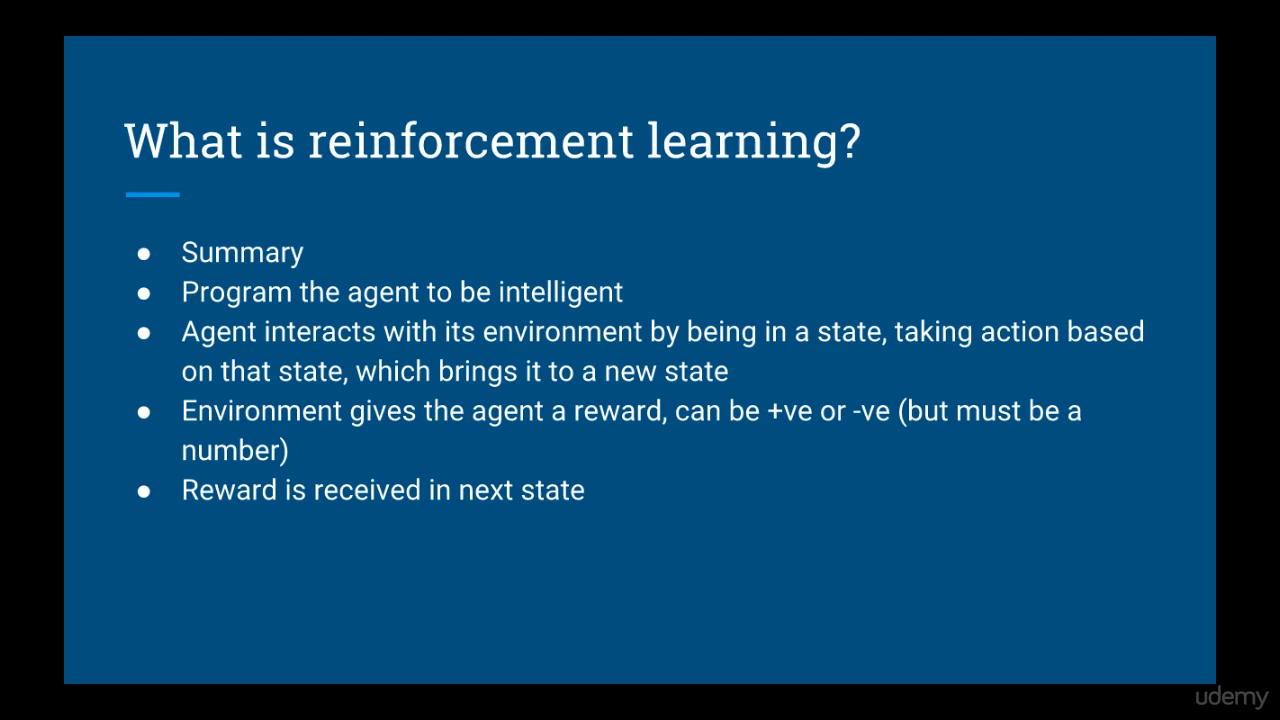 What is reinforcement learning?
● Summary
● Program the agent to be intelligent
● Agent interacts with its environment by being in a state, taking action based
on that state, which brings it to a new state
● Environment gives the agent a reward, can be +ve or -ve (but must be a
number)
● Reward is received in next state
udemy